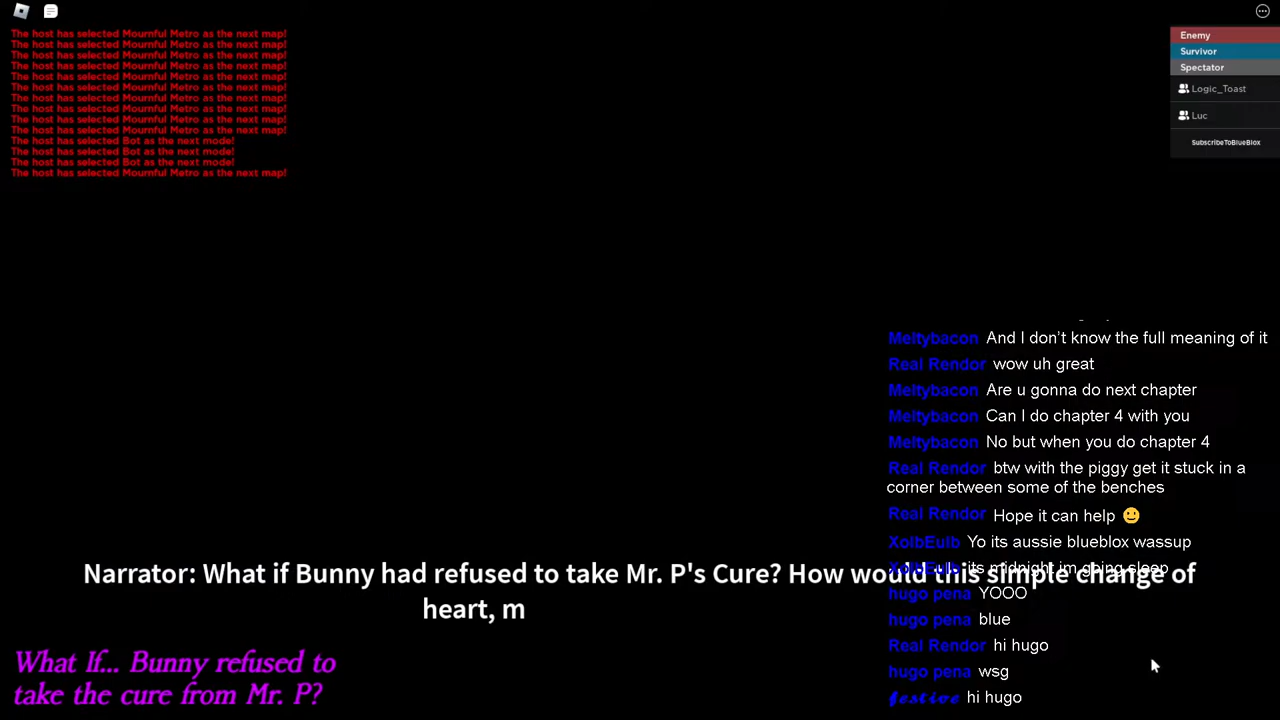 The host has selected Mournful Metro as the next map!
The host has selected Mournful Metro as the next map!
The host has selected Mournful Metro as the next map!
The host has selected Mournful Metro as the next map!
The host has selected Mournful Metro as the next map!
The host has selected Mournful Metro as the next map!
The host has selected Mournful Metro as the next map!
The host has selected Mournful Metro as the next map!
The host has selected Mournful Metro as the next map!
The host has selected Mournful Metro as the next map!
The host has selected Bot as the next mode!
The host has selected Bot as the next mode!
The host has selected Bot as the next mode!
The host has selected Mournful Metro as the next map!
Enemy
Survivor
Spectator
Logic_Toast
Luc
SubscribeToBlueBlox
Meltybacon And I don’t know the full meaning of it
Real Rendor wow uh great
Meltybacon Are u gonna do next chapter
Meltybacon Can I do chapter 4 with you
Meltybacon No but when you do chapter 4
Real Rendor btw with the piggy get it stuck in a
corner between some of the benches
Real Rendor Hope it can help 🙂
XolbEulb Yo its aussie blueblox wassup
XolbEulb its midnight im going sleep
hugo pena YOOO
hugo pena blue
Real Rendor hi hugo
hugo pena wsg
festive hi hugo
Narrator: What if Bunny had refused to take Mr. P's Cure? How would this simple change of
heart, m
What If... Bunny refused to
take the cure from Mr. P?